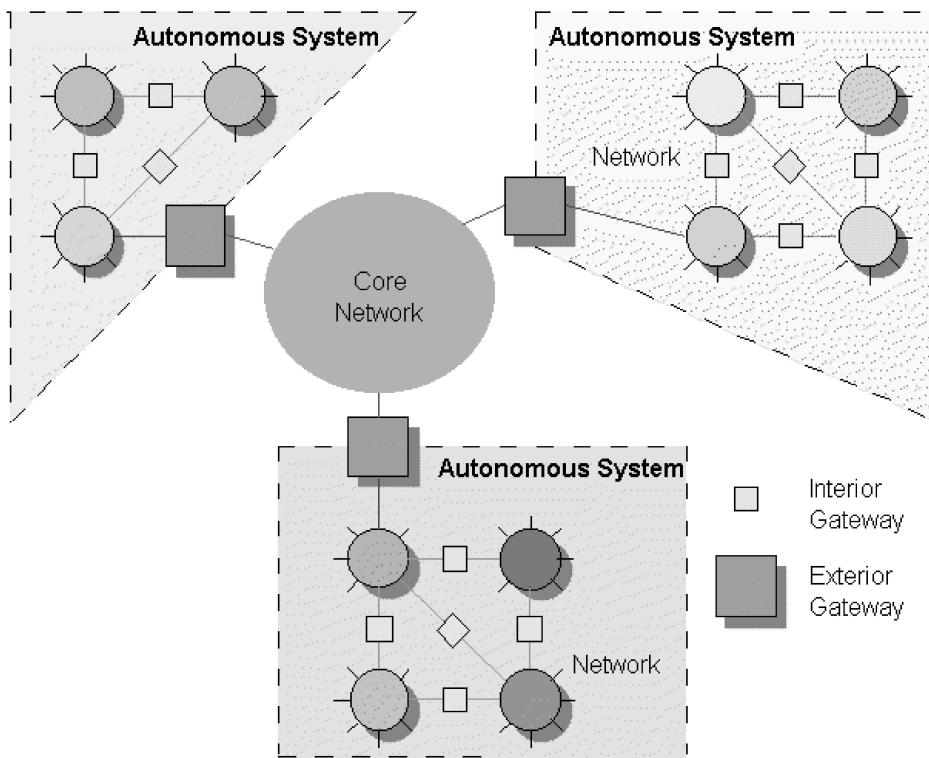 Autonomous System
Autonomous System
Network
Core
Network
Autonomous System
Network
Interior
Gateway
Exterior
Gateway